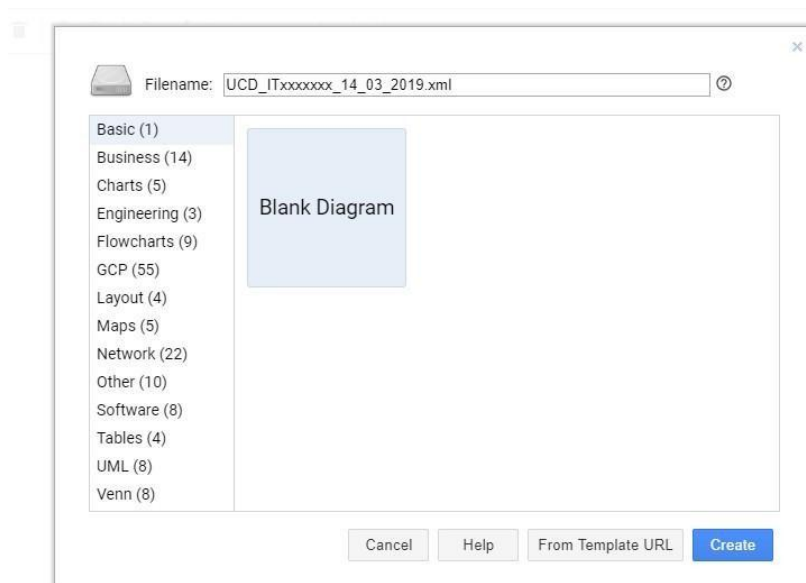 Filename: UCD_ITxxxxxxx_14_03_2019.xml
Basic (1)
Business (14)
Charts (5)
Engineering (3)
Flowcharts (9)
GCP (55)
Layout (4)
Maps (5)
Network (22)
Other (10)
Software (8)
Tables (4)
UML (8)
Venn (8)
Blank Diagram
Cancel Help From Template URL Create